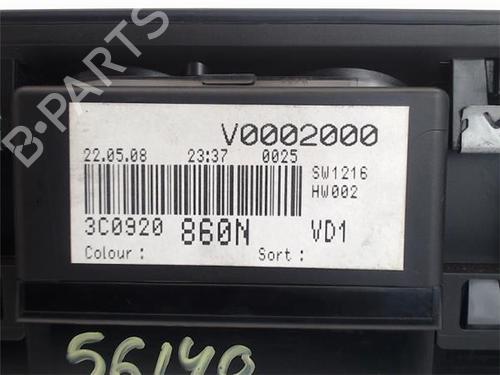 V0002000
22.05.08 23:37 0025
SW1216
HW002
3C0920 860N VD1
Colour : Sort :
56140
B-PARTS